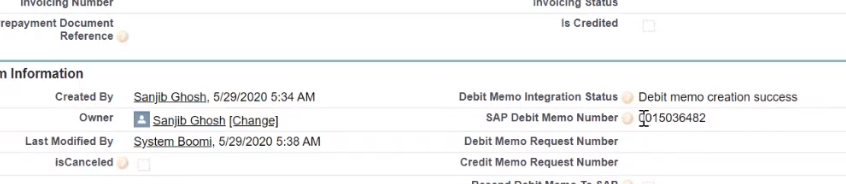 Invoicing Number
Invoicing Status
Prepayment Document Reference
Is Credited
m Information
Created By Sanjib Ghosh, 5/29/2020 5:34 AM
Debit Memo Integration Status Debit memo creation success
Owner Sanjib Ghosh [Change]
SAP Debit Memo Number 0015036482
Last Modified By System Boomi, 5/29/2020 5:38 AM
Debit Memo Request Number
isCanceled
Credit Memo Request Number
Resend Debit Memo To SAP